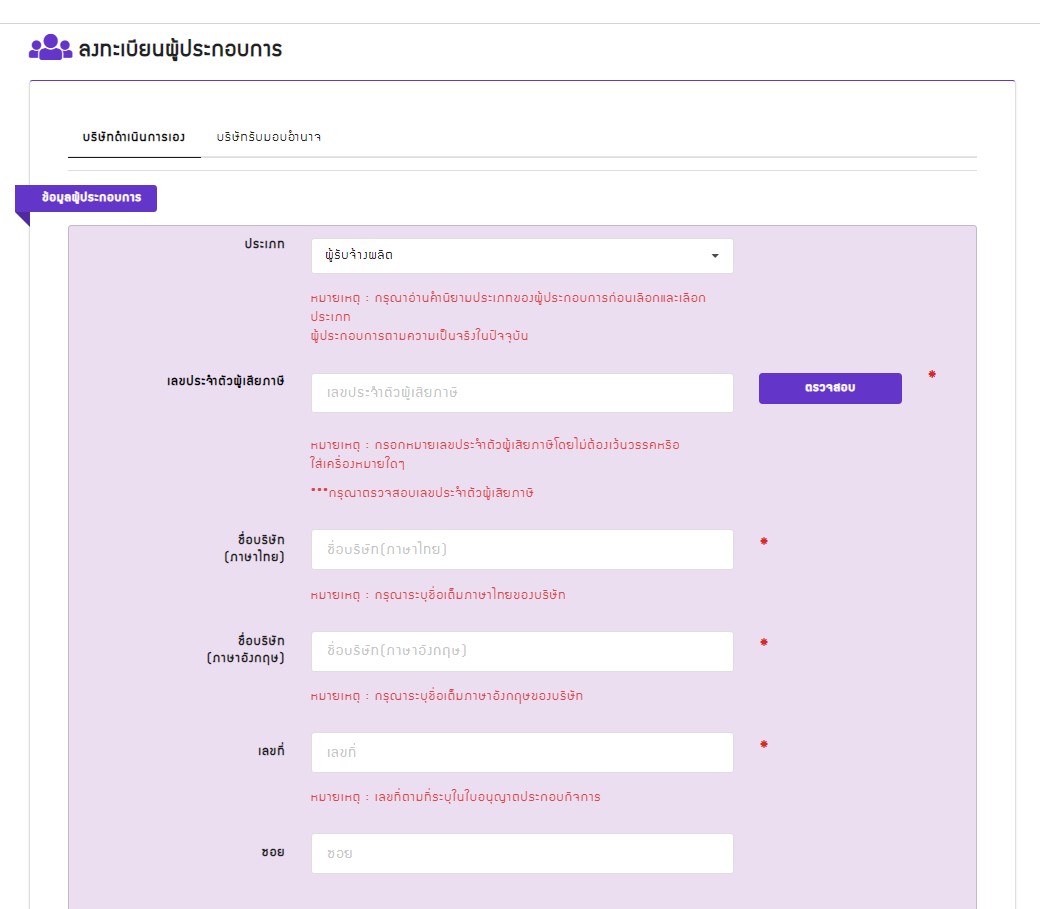 ลงทะเบียนผู้ประกอบการ
บริษัทดำเนินการเอง บริษัทรับมอบอำนาจ
ข้อมูลผู้ประกอบการ
ประเภท ผู้รับจ้างผลิต
หมายเหตุ : กรุณาอ่านคำนิยามประเภทของผู้ประกอบการก่อนเลือกและเลือก
ประเภท
ผู้ประกอบการตามความเป็นจริงในปัจจุบัน
เลขประจำตัวผู้เสียภาษี เลขประจำตัวผู้เสียภาษี ตรวจสอบ *
หมายเหตุ : กรอกหมายเลขประจำตัวผู้เสียภาษีโดยไม่ต้องเว้นวรรคหรือ
ใส่เครื่องหมายใดๆ
***กรุณาตรวจสอบเลขประจำตัวผู้เสียภาษี
ชื่อบริษัท
(ภาษาไทย) ชื่อบริษัท(ภาษาไทย) *
หมายเหตุ : กรุณาระบุชื่อเต็มภาษาไทยของบริษัท
ชื่อบริษัท
(ภาษาอังกฤษ) ชื่อบริษัท(ภาษาอังกฤษ) *
หมายเหตุ : กรุณาระบุชื่อเต็มภาษาอังกฤษของบริษัท
เลขที่ เลขที่ *
หมายเหตุ : เลขที่ตามที่ระบุในใบอนุญาตประกอบกิจการ
ซอย ซอย